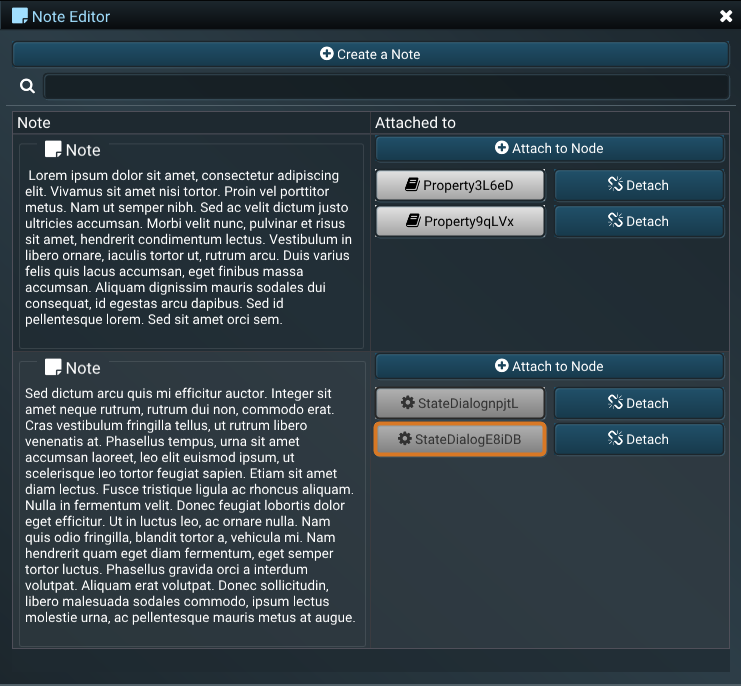 Note Editor
Create a Note
Note
Attached to
Note
Lorem ipsum dolor sit amet, consectetur adipiscing
elit. Vivamus sit amet nisi tortor. Proin vel porttitor
metus. Nam ut semper nibh. Sed ac velit dictum justo
ultricies accumsan. Morbi velit nunc, pulvinar et risus
sit amet, hendrerit condimentum lectus. Vestibulum in
libero ornare, iaculis tortor ut, rutrum arcu. Duis varius
felis quis lacus accumsan, eget finibus massa
accumsan. Aliquam dignissim mauris sodales dui
consequat, id egestas arcu dapibus. Sed id
pellentesque lorem. Sed sit amet orci sem.
Attach to Node
Property3L6eD
Detach
Property9qLVx
Detach
Note
Sed dictum arcu quis mi efficitur auctor. Integer sit
amet neque rutrum, rutrum dui non, commodo erat.
Cras vestibulum fringilla tellus, ut rutrum libero
venenatis at. Phasellus tempus, urna sit amet
accumsan laoreet, leo elit euismod ipsum, ut
scelerisque leo tortor feugiat sapien. Etiam sit amet
diam lectus. Fusce tristique ligula ac rhoncus aliquam.
Nulla in fermentum velit. Donec feugiat lobortis dolor
eget efficitur. Ut in luctus leo, ac ornare nulla. Nam
quis odio fringilla, blandit tortor a, vehicula mi. Nam
hendrerit quam eget diam fermentum, eget semper
tortor luctus. Phasellus gravida orci a interdum
volutpat. Aliquam erat volutpat. Donec sollicitudin,
libero malesuada sodales commodo, ipsum lectus
molestie urna, ac pellentesque mauris metus at augue.
Attach to Node
StateDialognpjtL
Detach
StateDialogE8iDB
Detach